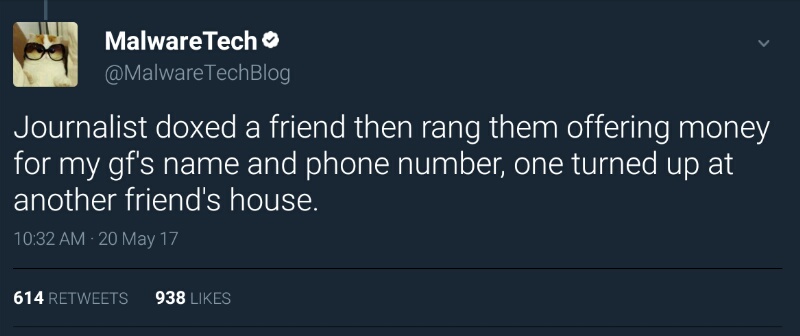 MalwareTech
@MalwareTechBlog
Journalist doxed a friend then rang them offering money
for my gf's name and phone number, one turned up at
another friend's house.
10:32 AM · 20 May 17
614 RETWEETS 938 LIKES